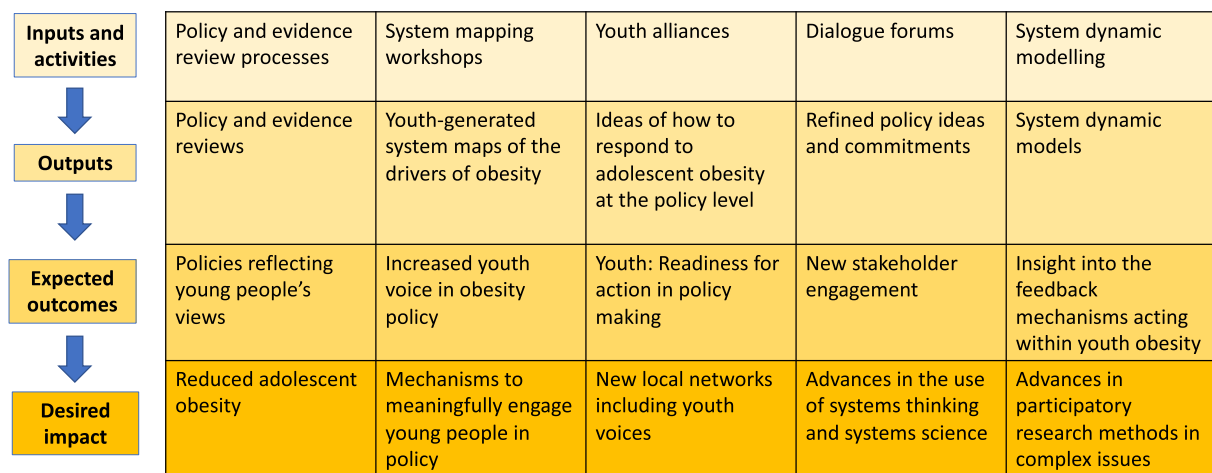 Inputs and
activities
Policy and evidence
review processes
System mapping
workshops
Youth alliances
Dialogue forums
System dynamic
modelling
Outputs
Policy and evidence
reviews
Youth-generated
system maps of the
drivers of obesity
Ideas of how to
respond to
adolescent obesity
at the policy level
Refined policy ideas
and commitments
System dynamic
models
Expected
outcomes
Policies reflecting
young people’s
views
Increased youth
voice in obesity
policy
Youth: Readiness for
action in policy
making
New stakeholder
engagement
Insight into the
feedback
mechanisms acting
within youth obesity
Desired
impact
Reduced adolescent
obesity
Mechanisms to
meaningfully engage
young people in
policy
New local networks
including youth
voices
Advances in the use
of systems thinking
and systems science
Advances in
participatory
research methods in
complex issues